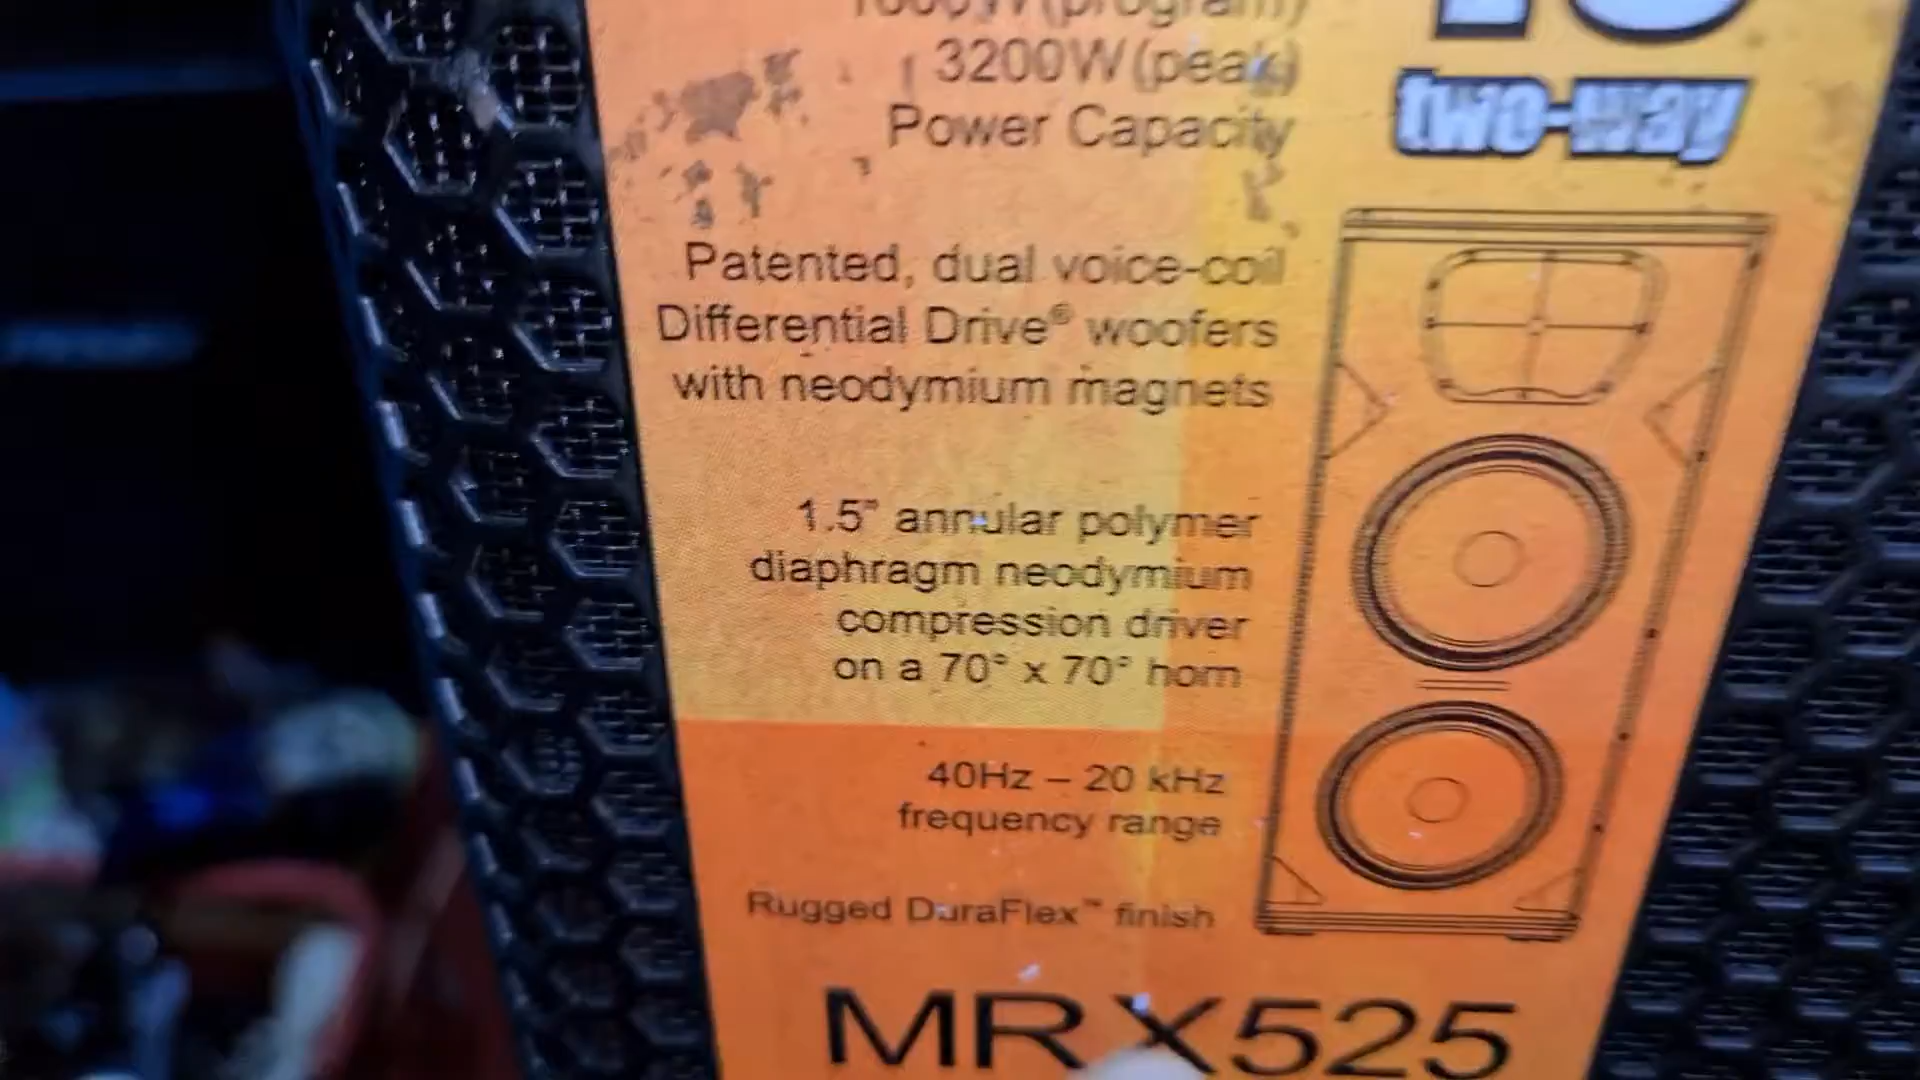 3200W (peak)
Power Capacity
two-way
Patented, dual voice-coil
Differential Drive® woofers
with neodymium magnets
1.5" annular polymer
diaphragm neodymium
compression driver
on a 70° x 70° horn
40Hz – 20 kHz
frequency range
Rugged DuraFlex™ finish
MRX525